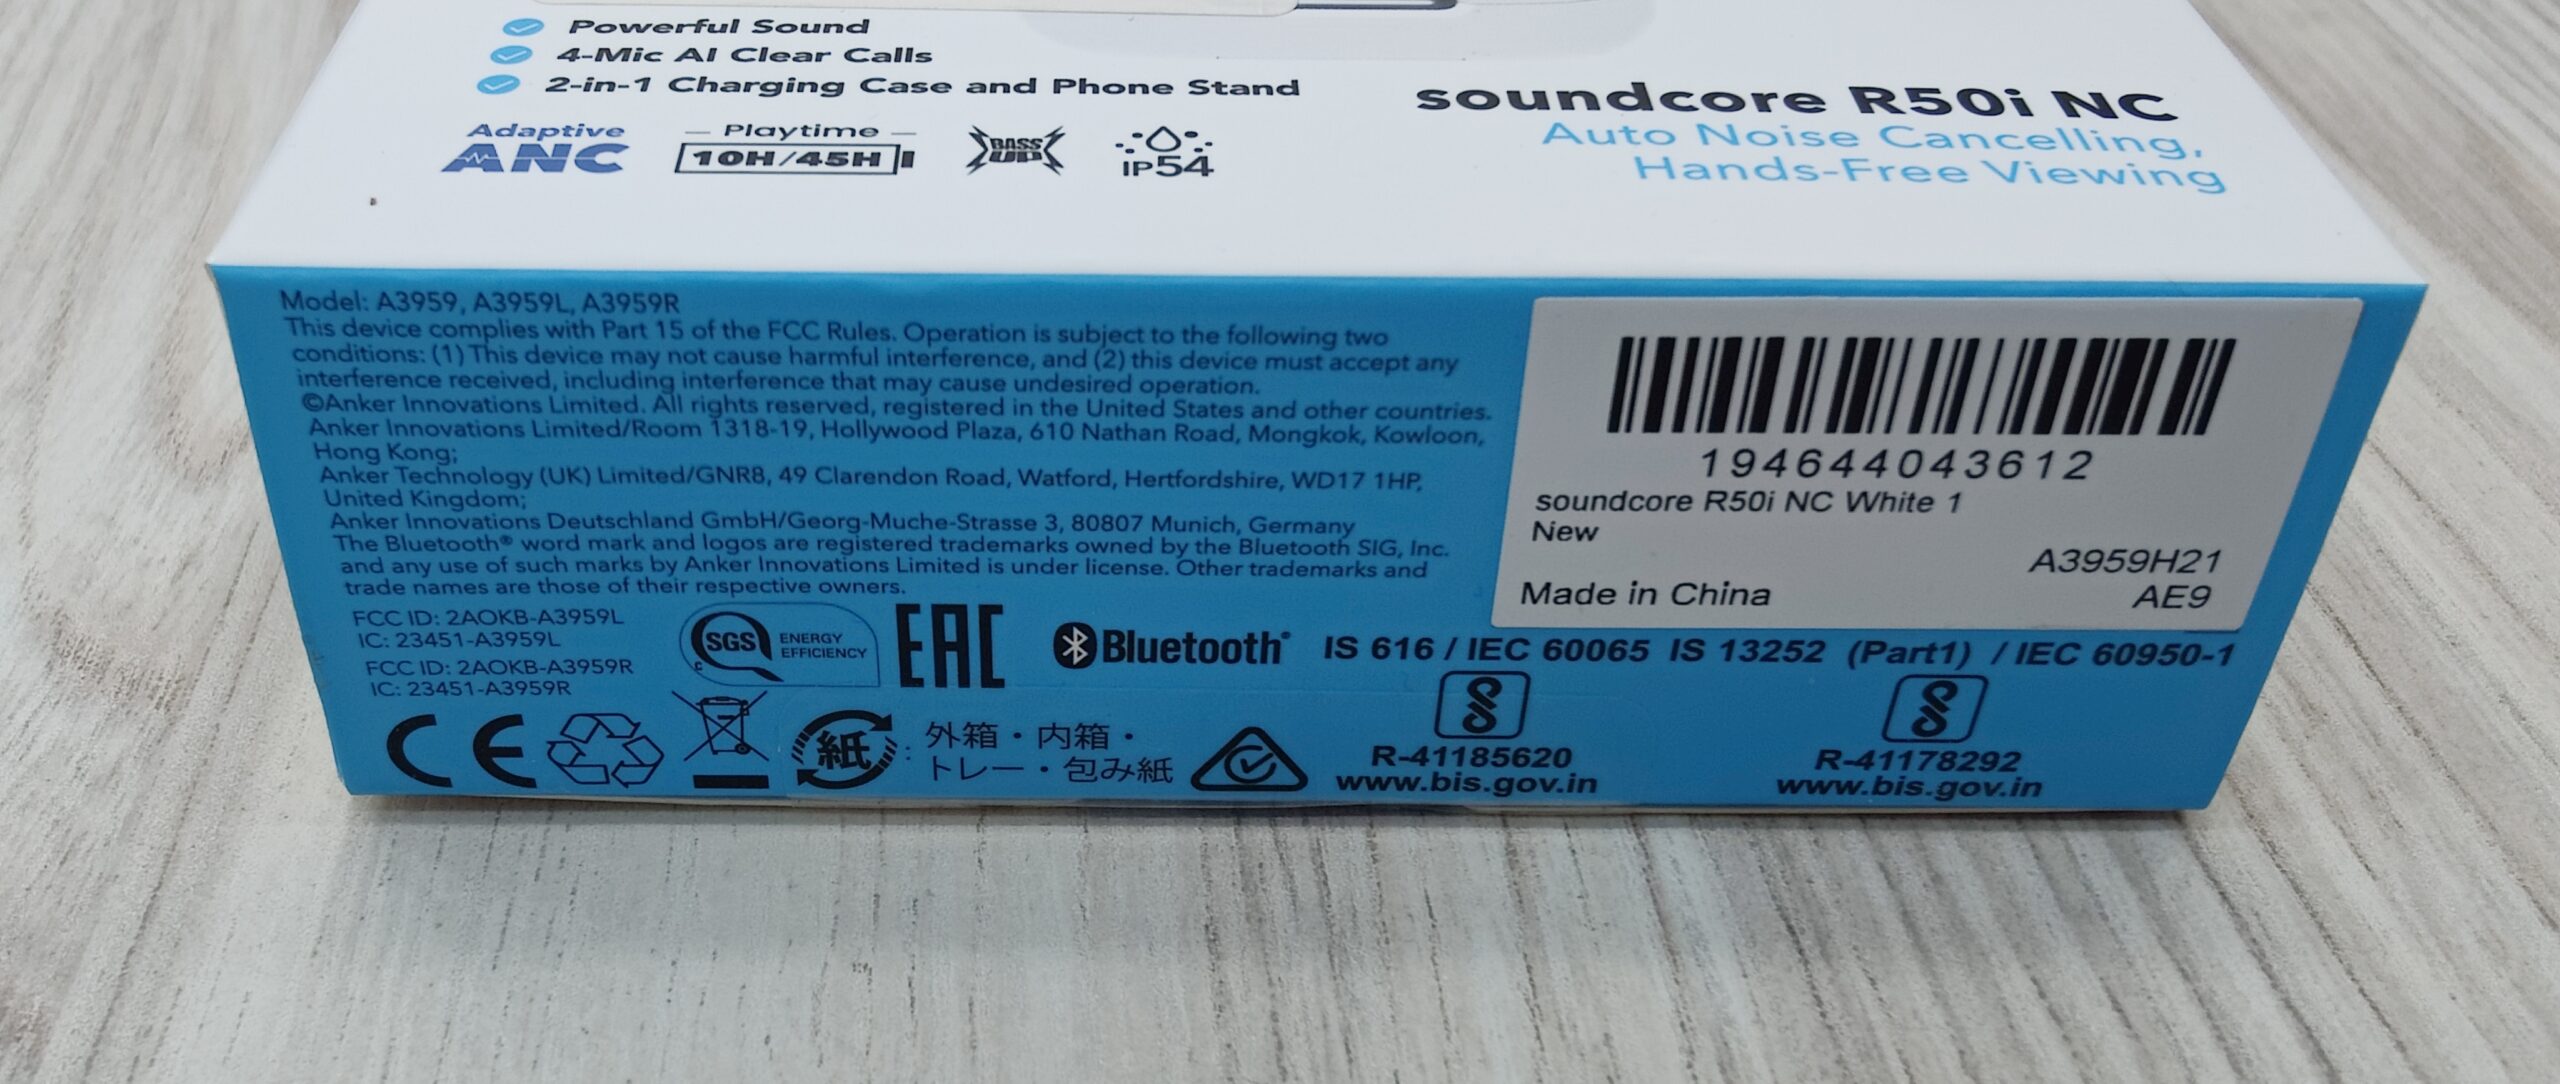 Powerful Sound
4-Mic AI Clear Calls
2-in-1 Charging Case and Phone Stand
Adaptive
ANC
Playtime
10H/45H
BASS
UP
IP54
soundcore R50i NC
Auto Noise Cancelling,
Hands-Free Viewing
Model: A3959, A3959L, A3959R
This device complies with Part 15 of the FCC Rules. Operation is subject to the following two
conditions: (1) This device may not cause harmful interference, and (2) this device must accept any
interference received, including interference that may cause undesired operation.
©Anker Innovations Limited. All rights reserved, registered in the United States and other countries.
Anker Innovations Limited/Room 1318-19, Hollywood Plaza, 610 Nathan Road, Mongkok, Kowloon,
Hong Kong;
Anker Technology (UK) Limited/GNR8, 49 Clarendon Road, Watford, Hertfordshire, WD17 1HP,
United Kingdom;
Anker Innovations Deutschland GmbH/Georg-Muche-Strasse 3, 80807 Munich, Germany
The Bluetooth® word mark and logos are registered trademarks owned by the Bluetooth SIG, Inc.
and any use of such marks by Anker Innovations Limited is under license. Other trademarks and
trade names are those of their respective owners.
FCC ID: 2AOKB-A3959L
IC: 23451-A3959L
FCC ID: 2AOKB-A3959R
IC: 23451-A3959R
SGS
C
ENERGY
EFFICIENCY
EAC
Bluetooth®
CE
紙 :
外箱・内箱・
トレー・包み紙
194644043612
soundcore R50i NC White 1
New
A3959H21
Made in China
AE9
IS 616 / IEC 60065 IS 13252 (Part1) / IEC 60950-1
R-41185620
www.bis.gov.in
R-41178292
www.bis.gov.in